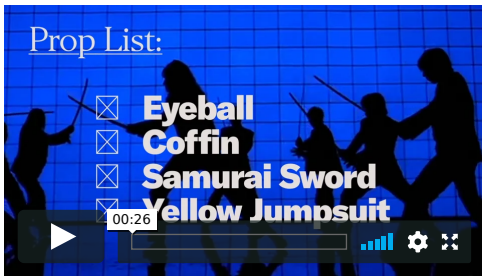 Prop List:
Eyeball
Coffin
Samurai Sword
Yellow Jumpsuit
00:26